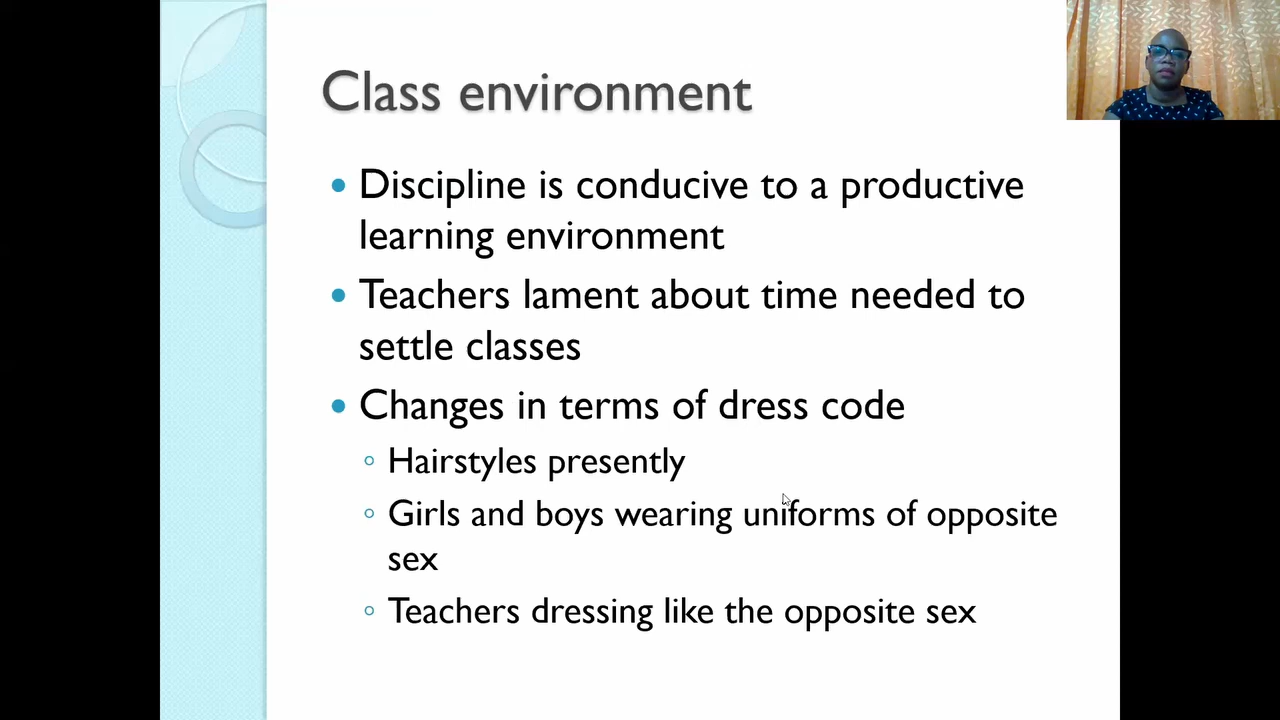 Class environment
Discipline is conducive to a productive
learning environment
Teachers lament about time needed to
settle classes
Changes in terms of dress code
Hairstyles presently
Girls and boys wearing uniforms of opposite
sex
Teachers dressing like the opposite sex